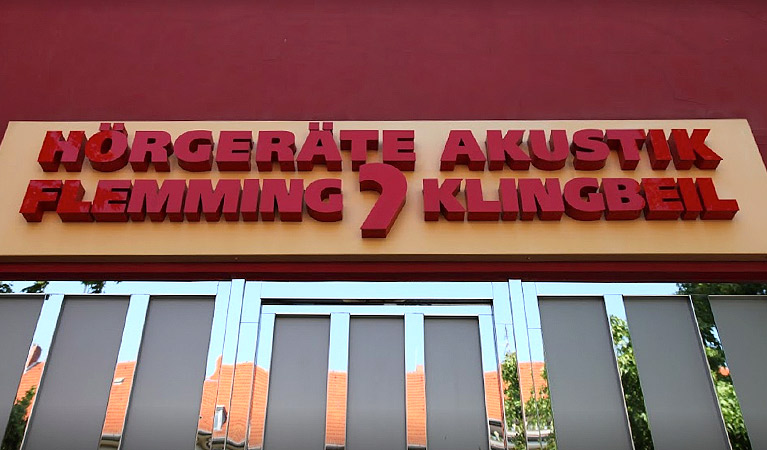 HÖRGERÄTE AKUSTIK
FLEMMING KLINGBEIL